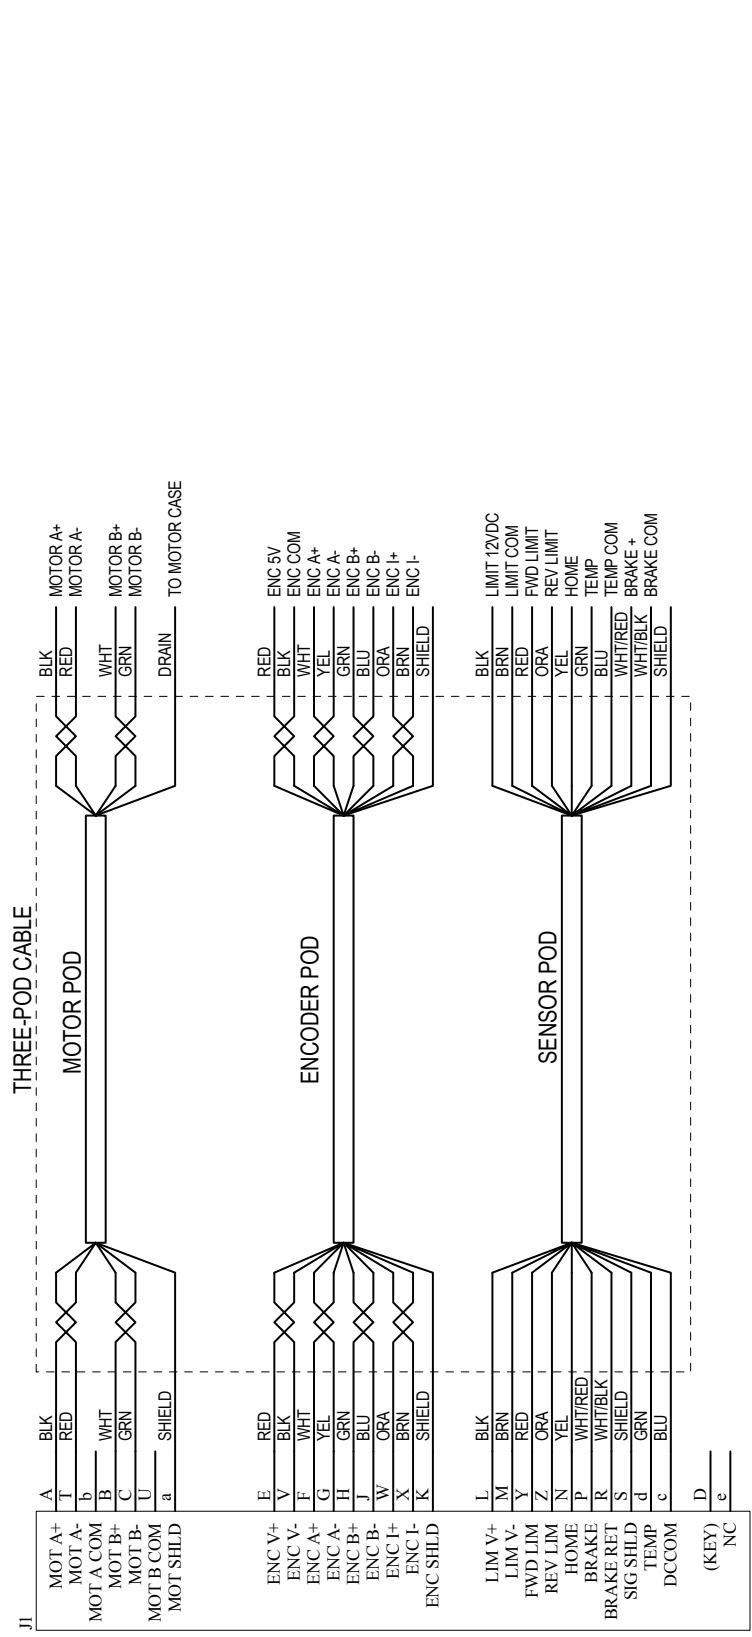 THREE-POD CABLE
J1
MOT A+ A BLK BLK MOTOR A+
MOT A- T RED RED MOTOR A-
MOTOR POD
MOT A COM b
MOT B+ B WHT WHT MOTOR B+
MOT B- C GRN GRN MOTOR B-
MOT B COM U
MOT SHLD a SHIELD DRAIN TO MOTOR CASE
ENC V+ E RED RED ENC 5V
ENC V- V BLK BLK ENC COM
ENC A+ F WHT WHT ENC A+
ENCODER POD
ENC A- G YEL YEL ENC A-
ENC B+ H GRN GRN ENC B+
ENC B- J BLU BLU ENC B-
ENC I+ W ORA ORA ENC I+
ENC I- X BRN BRN ENC I-
ENC SHLD K SHIELD SHIELD
LIM V+ L BLK BLK LIMIT 12VDC
LIM V- M BRN BRN LIMIT COM
FWD LIM Y RED RED FWD LIMIT
SENSOR POD
REV LIM Z ORA ORA REV LIMIT
HOME N YEL YEL HOME
BRAKE P WHT/RED GRN TEMP
BRAKE RET R WHT/BLK BLU TEMP COM
SIG SHLD S SHIELD WHT/RED BRAKE +
TEMP d GRN WHT/BLK BRAKE COM
DCCOM c BLU SHIELD
(KEY) D
NC e